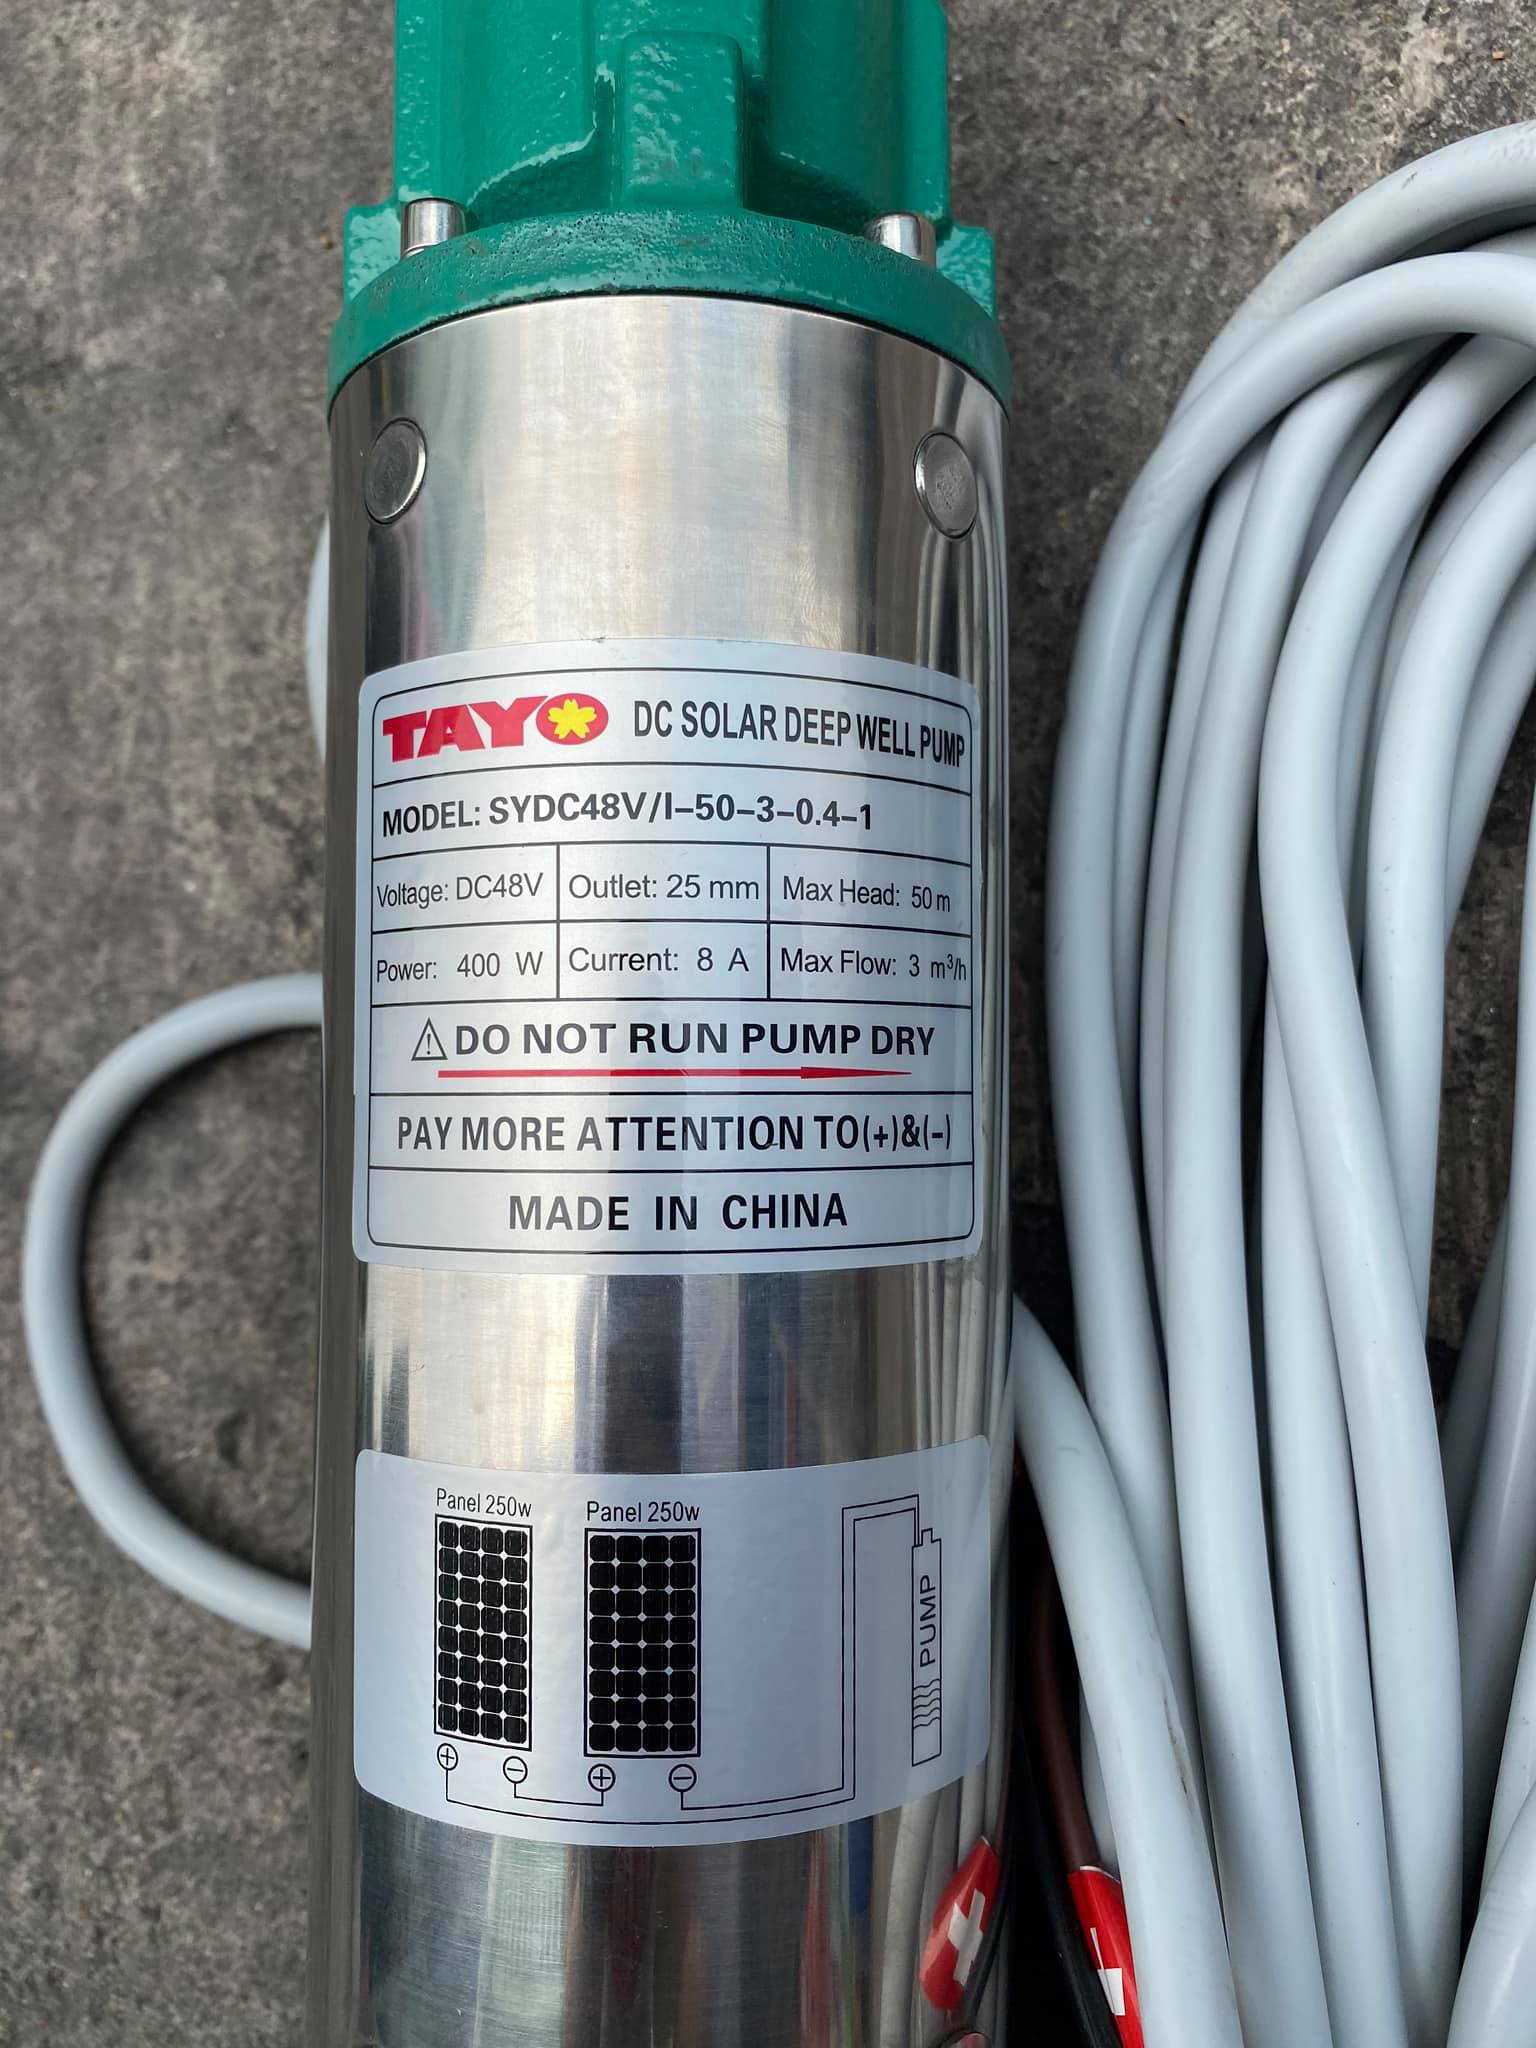 TAYO DC SOLAR DEEP WELL PUMP
MODEL: SYDC48V/I-50-3-0.4-1
Voltage: DC48V Outlet: 25 mm Max Head: 50 m
Power: 400 W Current: 8 A Max Flow: 3 m³/h
DO NOT RUN PUMP DRY
PAY MORE ATTENTION TO(+)&(-)
MADE IN CHINA
Panel 250w Panel 250w
PUMP
+ - + -